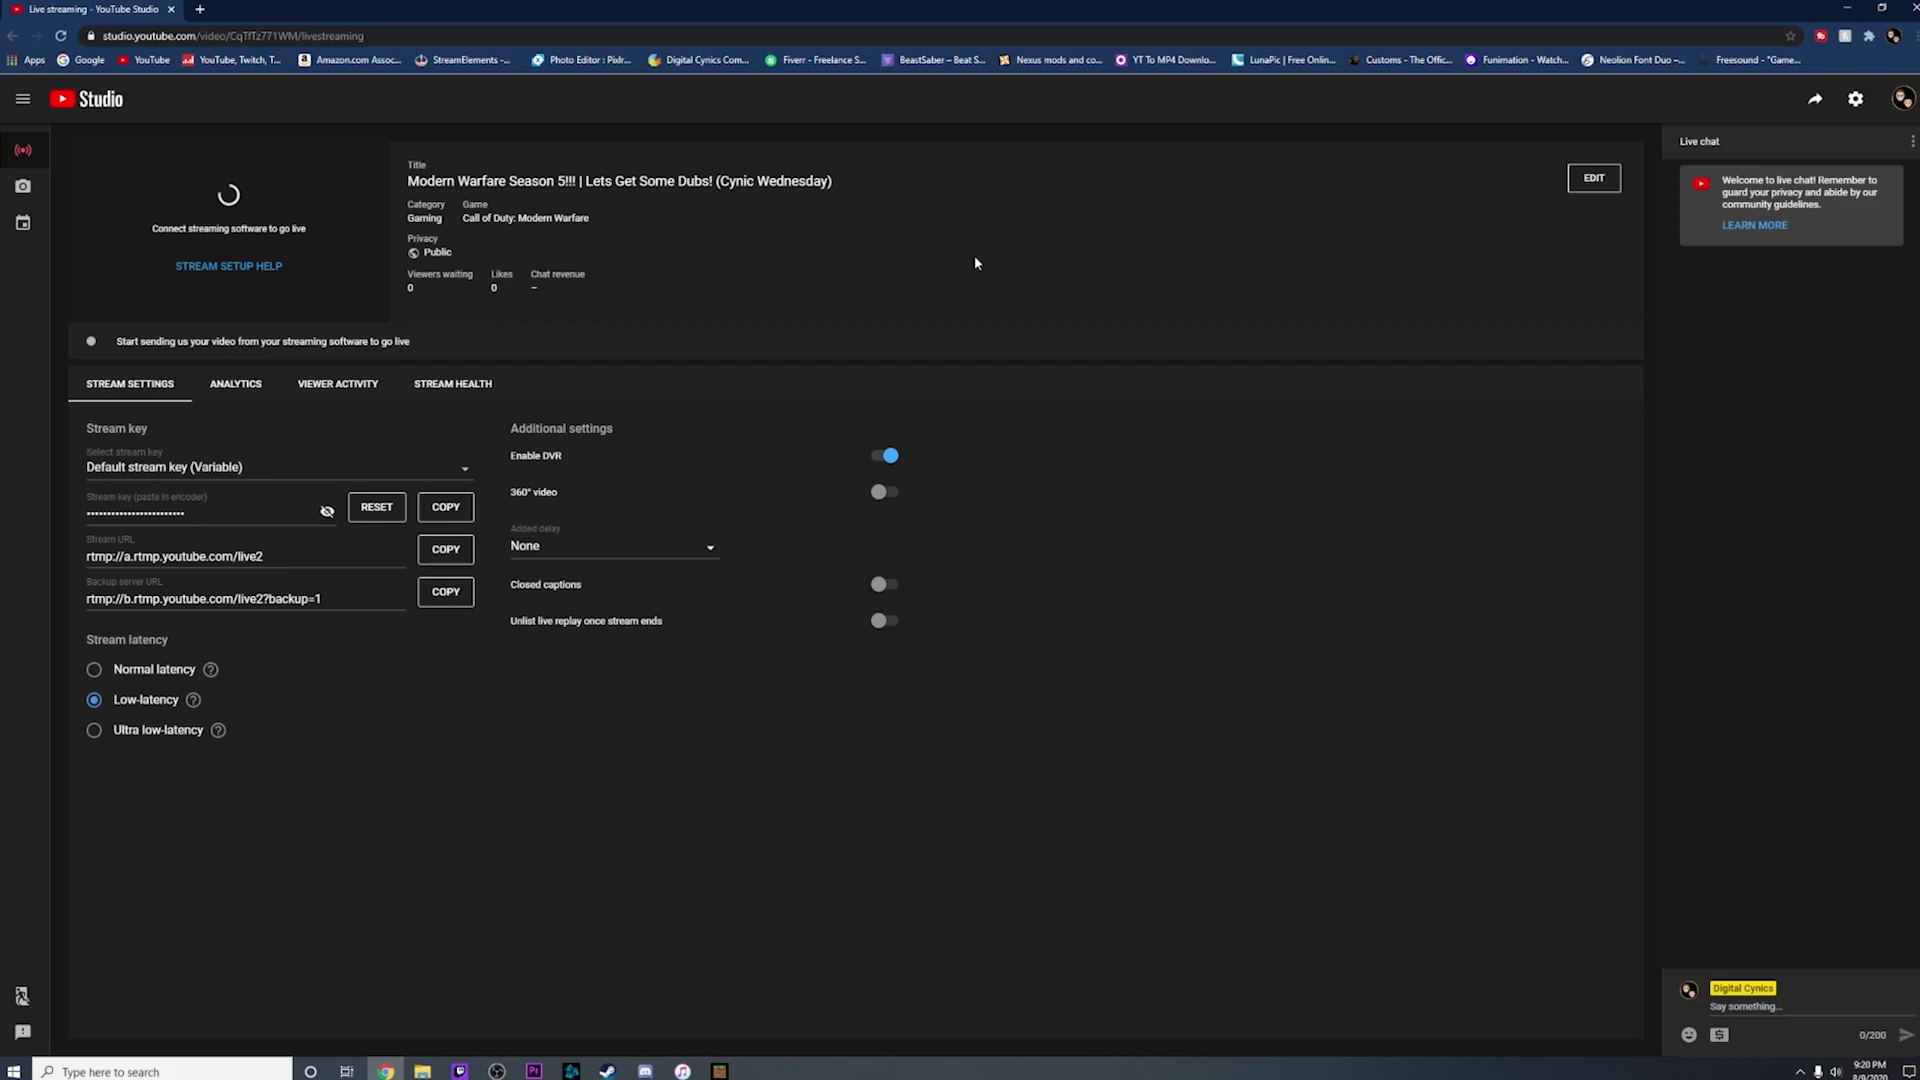 Live streaming - YouTube Studio
studio.youtube.com/video/CqTfTz771WM/livestreaming
Apps Google YouTube YouTube, Twitch, T... Amazon.com Assoc... StreamElements -... Photo Editor : Pixlr... Digital Cynics Com... Fiverr - Freelance S... BeastSaber – Beat S... Nexus mods and co... YT To MP4 Downlo... LunaPic | Free Onlin... Customs - The Offic... Funimation - Watch... Neolion Font Duo –... Freesound - "Game...
Studio
Connect streaming software to go live
STREAM SETUP HELP
Title
Modern Warfare Season 5!!! | Lets Get Some Dubs! (Cynic Wednesday)
Category Game
Gaming Call of Duty: Modern Warfare
Privacy
Public
Viewers waiting Likes Chat revenue
0 0 –
EDIT
Start sending us your video from your streaming software to go live
STREAM SETTINGS ANALYTICS VIEWER ACTIVITY STREAM HEALTH
Stream key
Select stream key
Default stream key (Variable)
Stream key (paste in encoder)
························
RESET COPY
Stream URL
rtmp://a.rtmp.youtube.com/live2
COPY
Backup server URL
rtmp://b.rtmp.youtube.com/live2?backup=1
COPY
Stream latency
Normal latency
Low-latency
Ultra low-latency
Additional settings
Enable DVR
360° video
Added delay
None
Closed captions
Unlist live replay once stream ends
Live chat
Welcome to live chat! Remember to
guard your privacy and abide by our
community guidelines.
LEARN MORE
Digital Cynics
Say something...
0/200
Type here to search
9:20 PM
8/9/2020